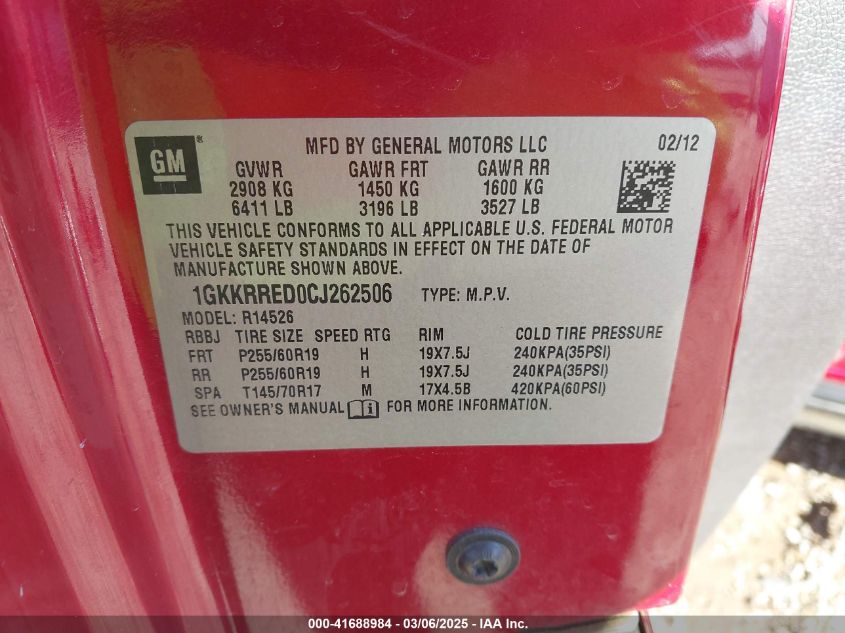 GM® MFD BY GENERAL MOTORS LLC 02/12
GVWR GAWR FRT GAWR RR
2908 KG 1450 KG 1600 KG
6411 LB 3196 LB 3527 LB
THIS VEHICLE CONFORMS TO ALL APPLICABLE U.S. FEDERAL MOTOR
VEHICLE SAFETY STANDARDS IN EFFECT ON THE DATE OF
MANUFACTURE SHOWN ABOVE.
1GKKRRED0CJ262506 TYPE: M.P.V.
MODEL: R14526
RBBJ TIRE SIZE SPEED RTG RIM COLD TIRE PRESSURE
FRT P255/60R19 H 19X7.5J 240KPA(35PSI)
RR P255/60R19 H 19X7.5J 240KPA(35PSI)
SPA T145/70R17 M 17X4.5B 420KPA(60PSI)
SEE OWNER'S MANUAL i FOR MORE INFORMATION.
000-41688984 - 03/06/2025 - IAA Inc.